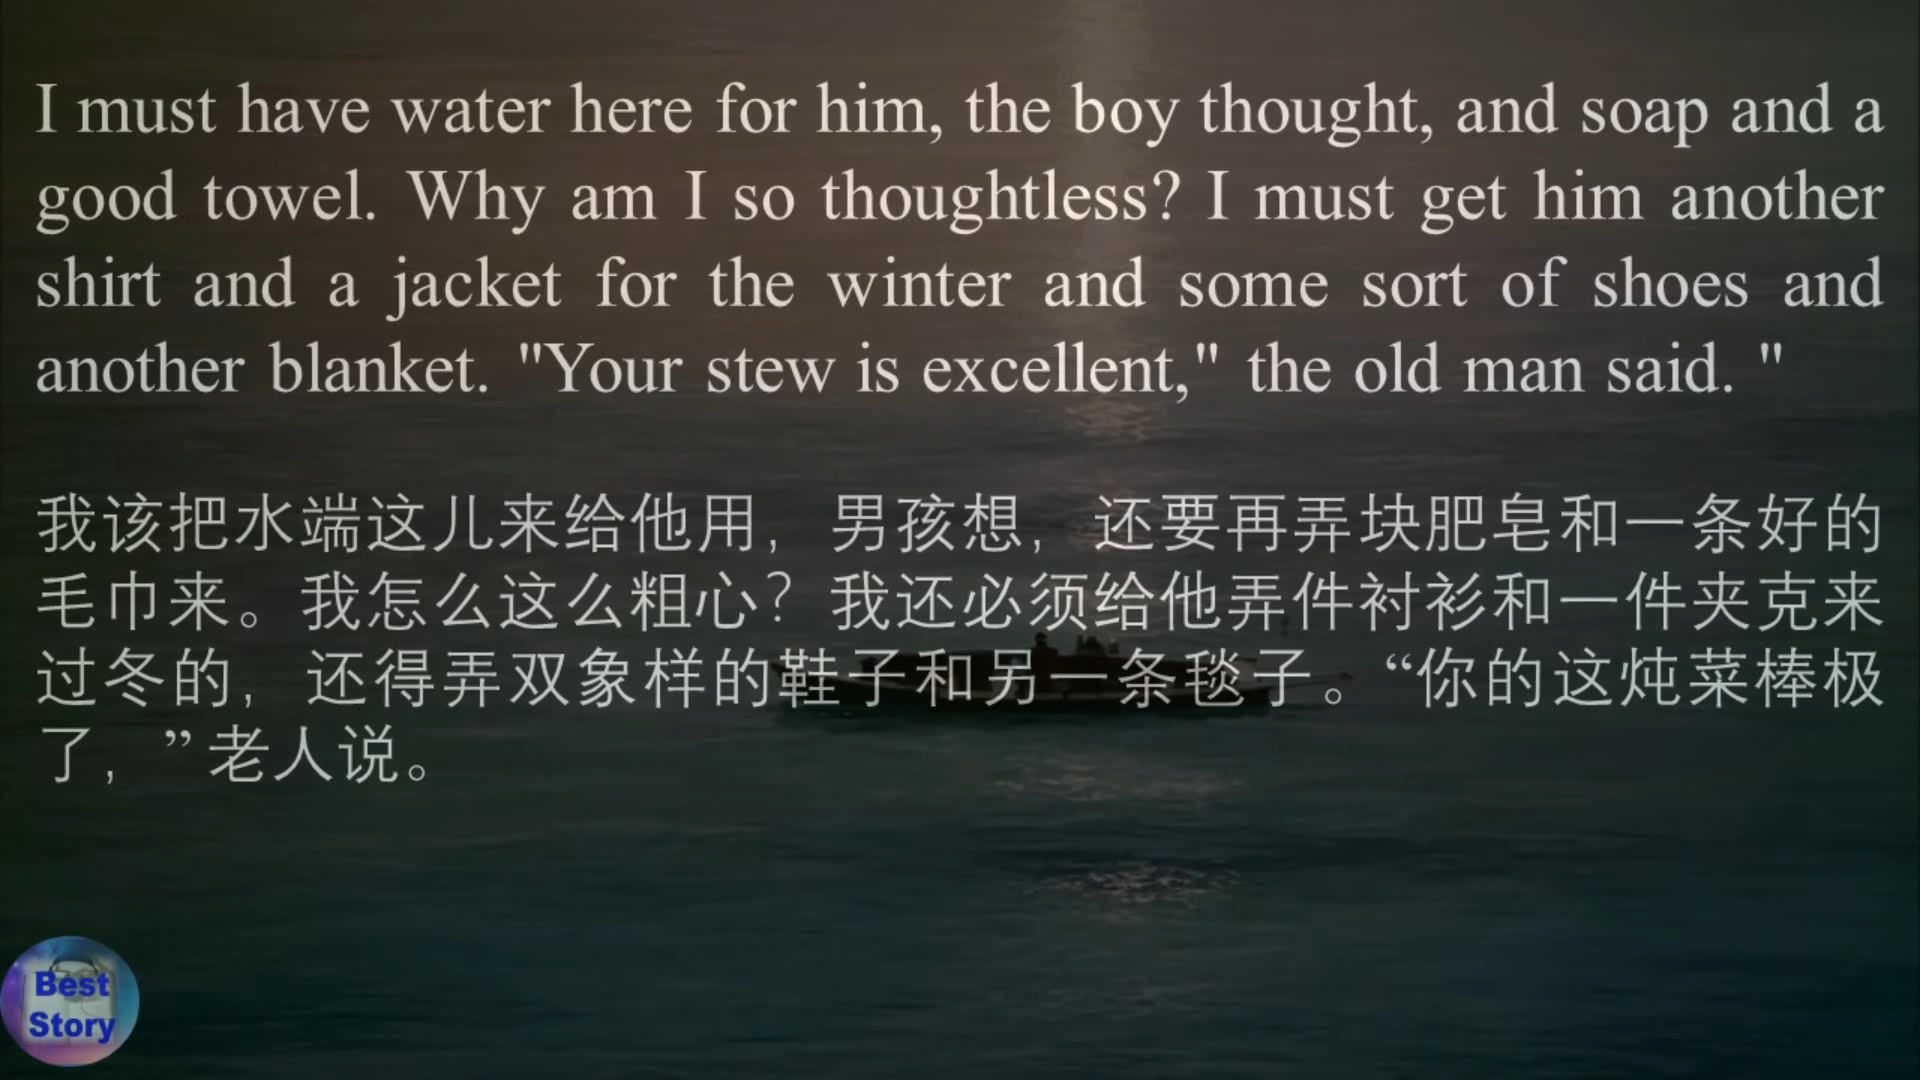 I must have water here for him, the boy thought, and soap and a
good towel. Why am I so thoughtless? I must get him another
shirt and a jacket for the winter and some sort of shoes and
another blanket. "Your stew is excellent," the old man said. "
我该把水端这儿来给他用，男孩想，还要再弄块肥皂和一条好的
毛巾来。我怎么这么粗心？我还必须给他弄件衬衫和一件夹克来
过冬的，还得弄双象样的鞋子和另一条毯子。“你的这炖菜棒极
了，”老人说。
Best
Story